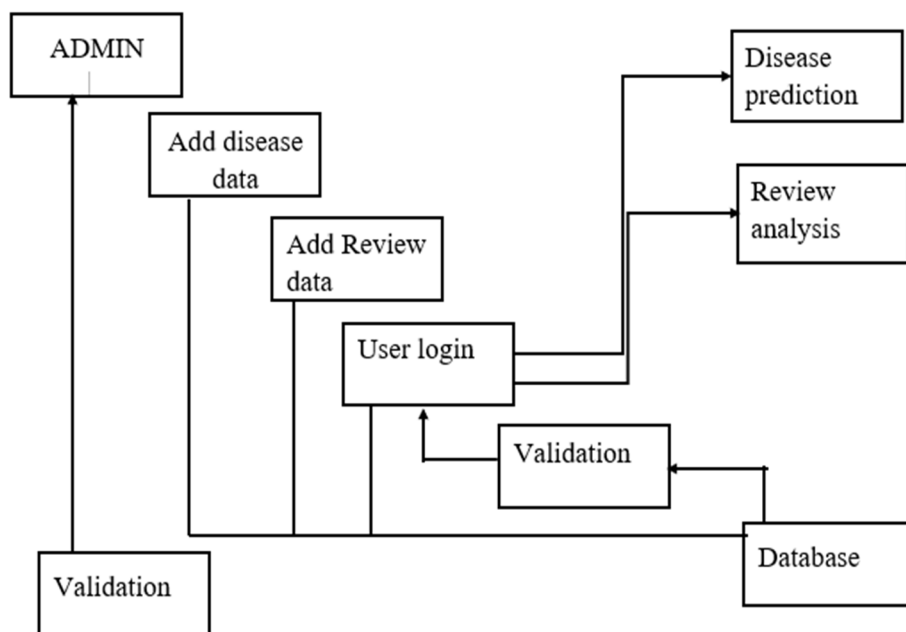 ADMIN
Disease
prediction
Add disease
data
Review
analysis
Add Review
data
User login
Validation
Database
Validation